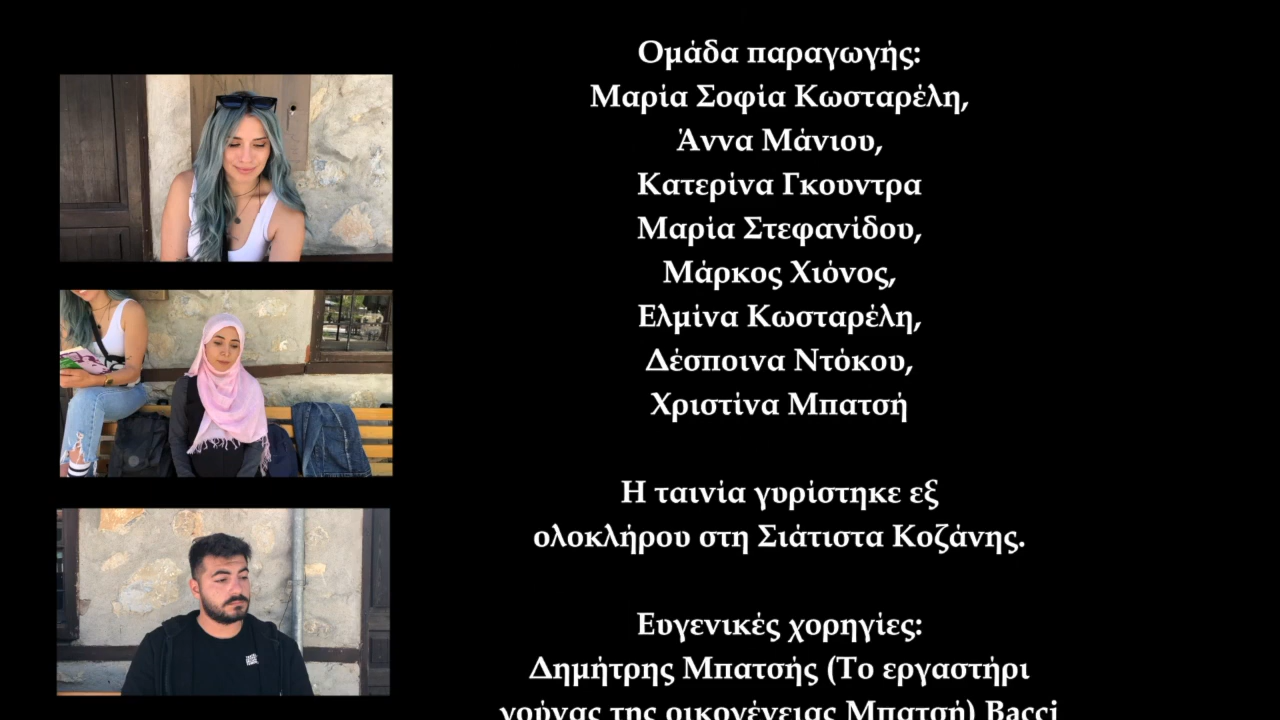 Ομάδα παραγωγής:
Μαρία Σοφία Κωσταρέλη,
Άννα Μάνιου,
Κατερίνα Γκουντρα
Μαρία Στεφανίδου,
Μάρκος Χιόνος,
Ελμίνα Κωσταρέλη,
Δέσποινα Ντόκου,
Χριστίνα Μπατσή
Η ταινία γυρίστηκε εξ
ολοκλήρου στη Σιάτιστα Κοζάνης.
Ευγενικές χορηγίες:
Δημήτρης Μπατσής (Το εργαστήρι
γούνας της οικογένειας Μπατσή) Bacci